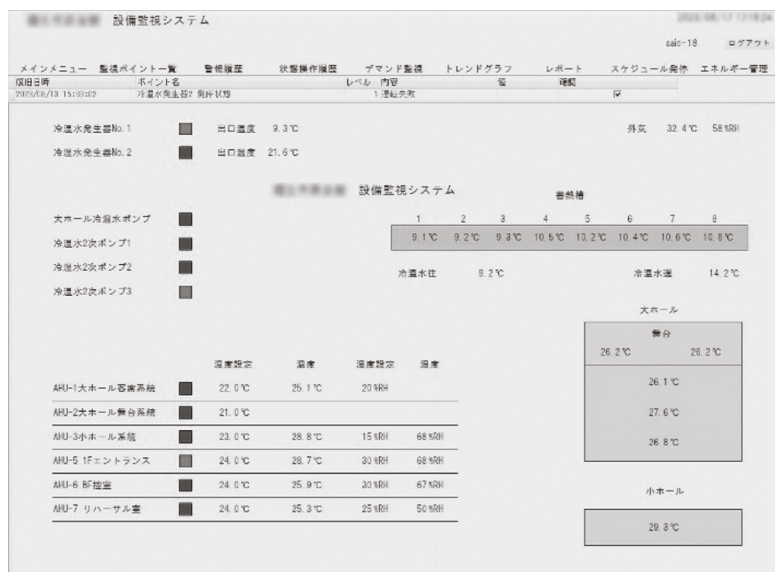 設備監視システム
saic-18 ログアウト
メインメニュー 監視ポイント一覧 警報履歴 状態操作履歴 デマンド監視 トレンドグラフ レポート スケジュール発停 エネルギー管理
復旧日時 ポイント名 レベル 内容 値 確認
冷温水発生器2 発停状態 1 運転失敗
冷温水発生器No.1 出口温度 9.3℃ 外気 32.4℃ 58%RH
冷温水発生器No.2 出口温度 21.6℃
設備監視システム
蓄熱槽
大ホール冷温水ポンプ 1 2 3 4 5 6 7 8
冷温水2次ポンプ1 9.1℃ 9.2℃ 9.3℃ 10.5℃ 10.2℃ 10.4℃ 10.6℃ 10.8℃
冷温水2次ポンプ2 冷温水往 9.2℃ 冷温水還 14.2℃
冷温水2次ポンプ3
大ホール
舞台
26.2℃ 26.2℃
温度設定 温度 湿度設定 湿度
AHU-1大ホール客席系統 22.0℃ 25.1℃ 20%RH 26.1℃
AHU-2大ホール舞台系統 21.0℃ 27.6℃
AHU-3小ホール系統 23.0℃ 28.8℃ 15%RH 68%RH 26.8℃
AHU-5 1Fエントランス 24.0℃ 28.7℃ 30%RH 68%RH
AHU-6 BF控室 24.0℃ 25.9℃ 30%RH 67%RH
小ホール
AHU-7 リハーサル室 24.0℃ 25.3℃ 25%RH 50%RH
29.3℃